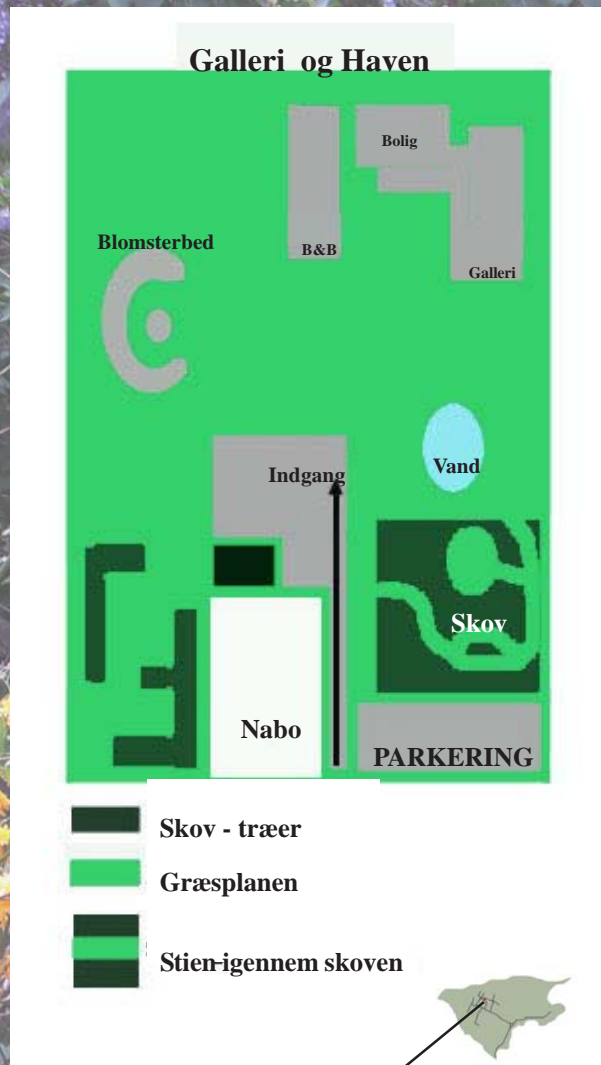 Galleri og Haven
Bolig
B&B
Blomsterbed
Galleri
Vand
Indgang
Skov
Nabo
PARKERING
Skov - træer
Græsplanen
Stien-igennem skoven